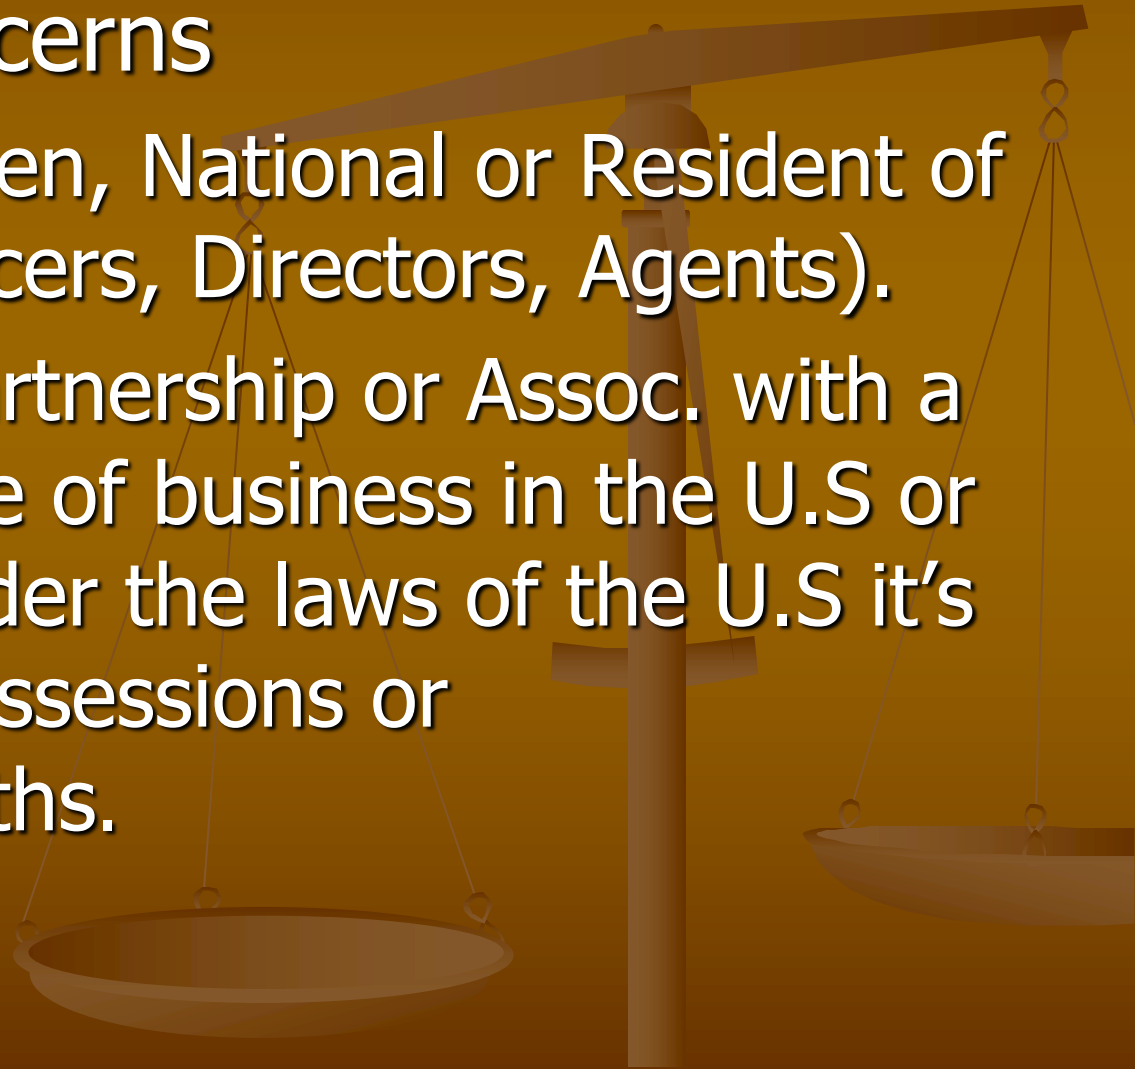 cerns
en, National or Resident of
cers, Directors, Agents).
rtnership or Assoc. with a
e of business in the U.S or
der the laws of the U.S it’s
ssessions or
ths.